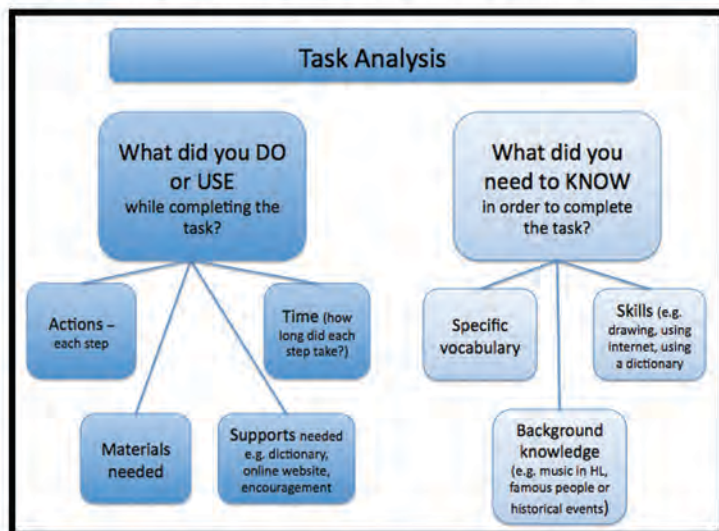 Task Analysis
What did you DO
or USE
while completing the
task?
What did you
need to KNOW
in order to complete
the task?
Actions –
each step
Time (how
long did each
step take?)
Specific
vocabulary
Skills (e.g.
drawing, using
internet, using
a dictionary
Materials
needed
Supports needed
e.g. dictionary,
online website,
encouragement
Background
knowledge
(e.g. music in HL,
famous people or
historical events)